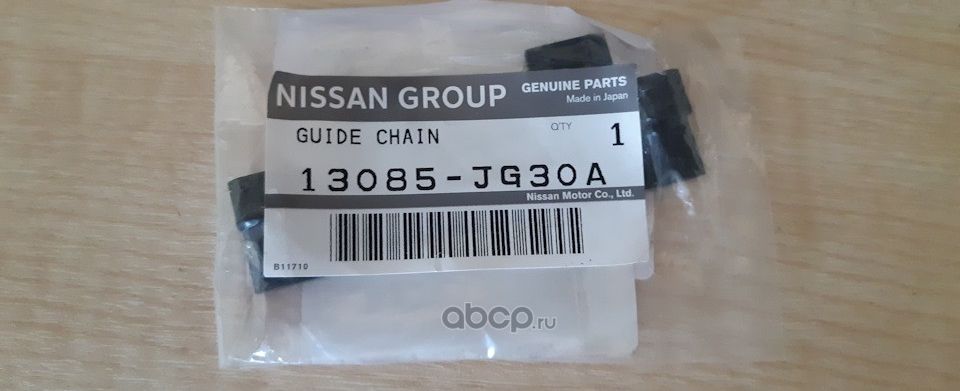 NISSAN GROUP GENUINE PARTS
Made in Japan
GUIDE CHAIN Q'TY 1
13085-JG30A
Nissan Motor Co., Ltd.
B11710
abcp.ru